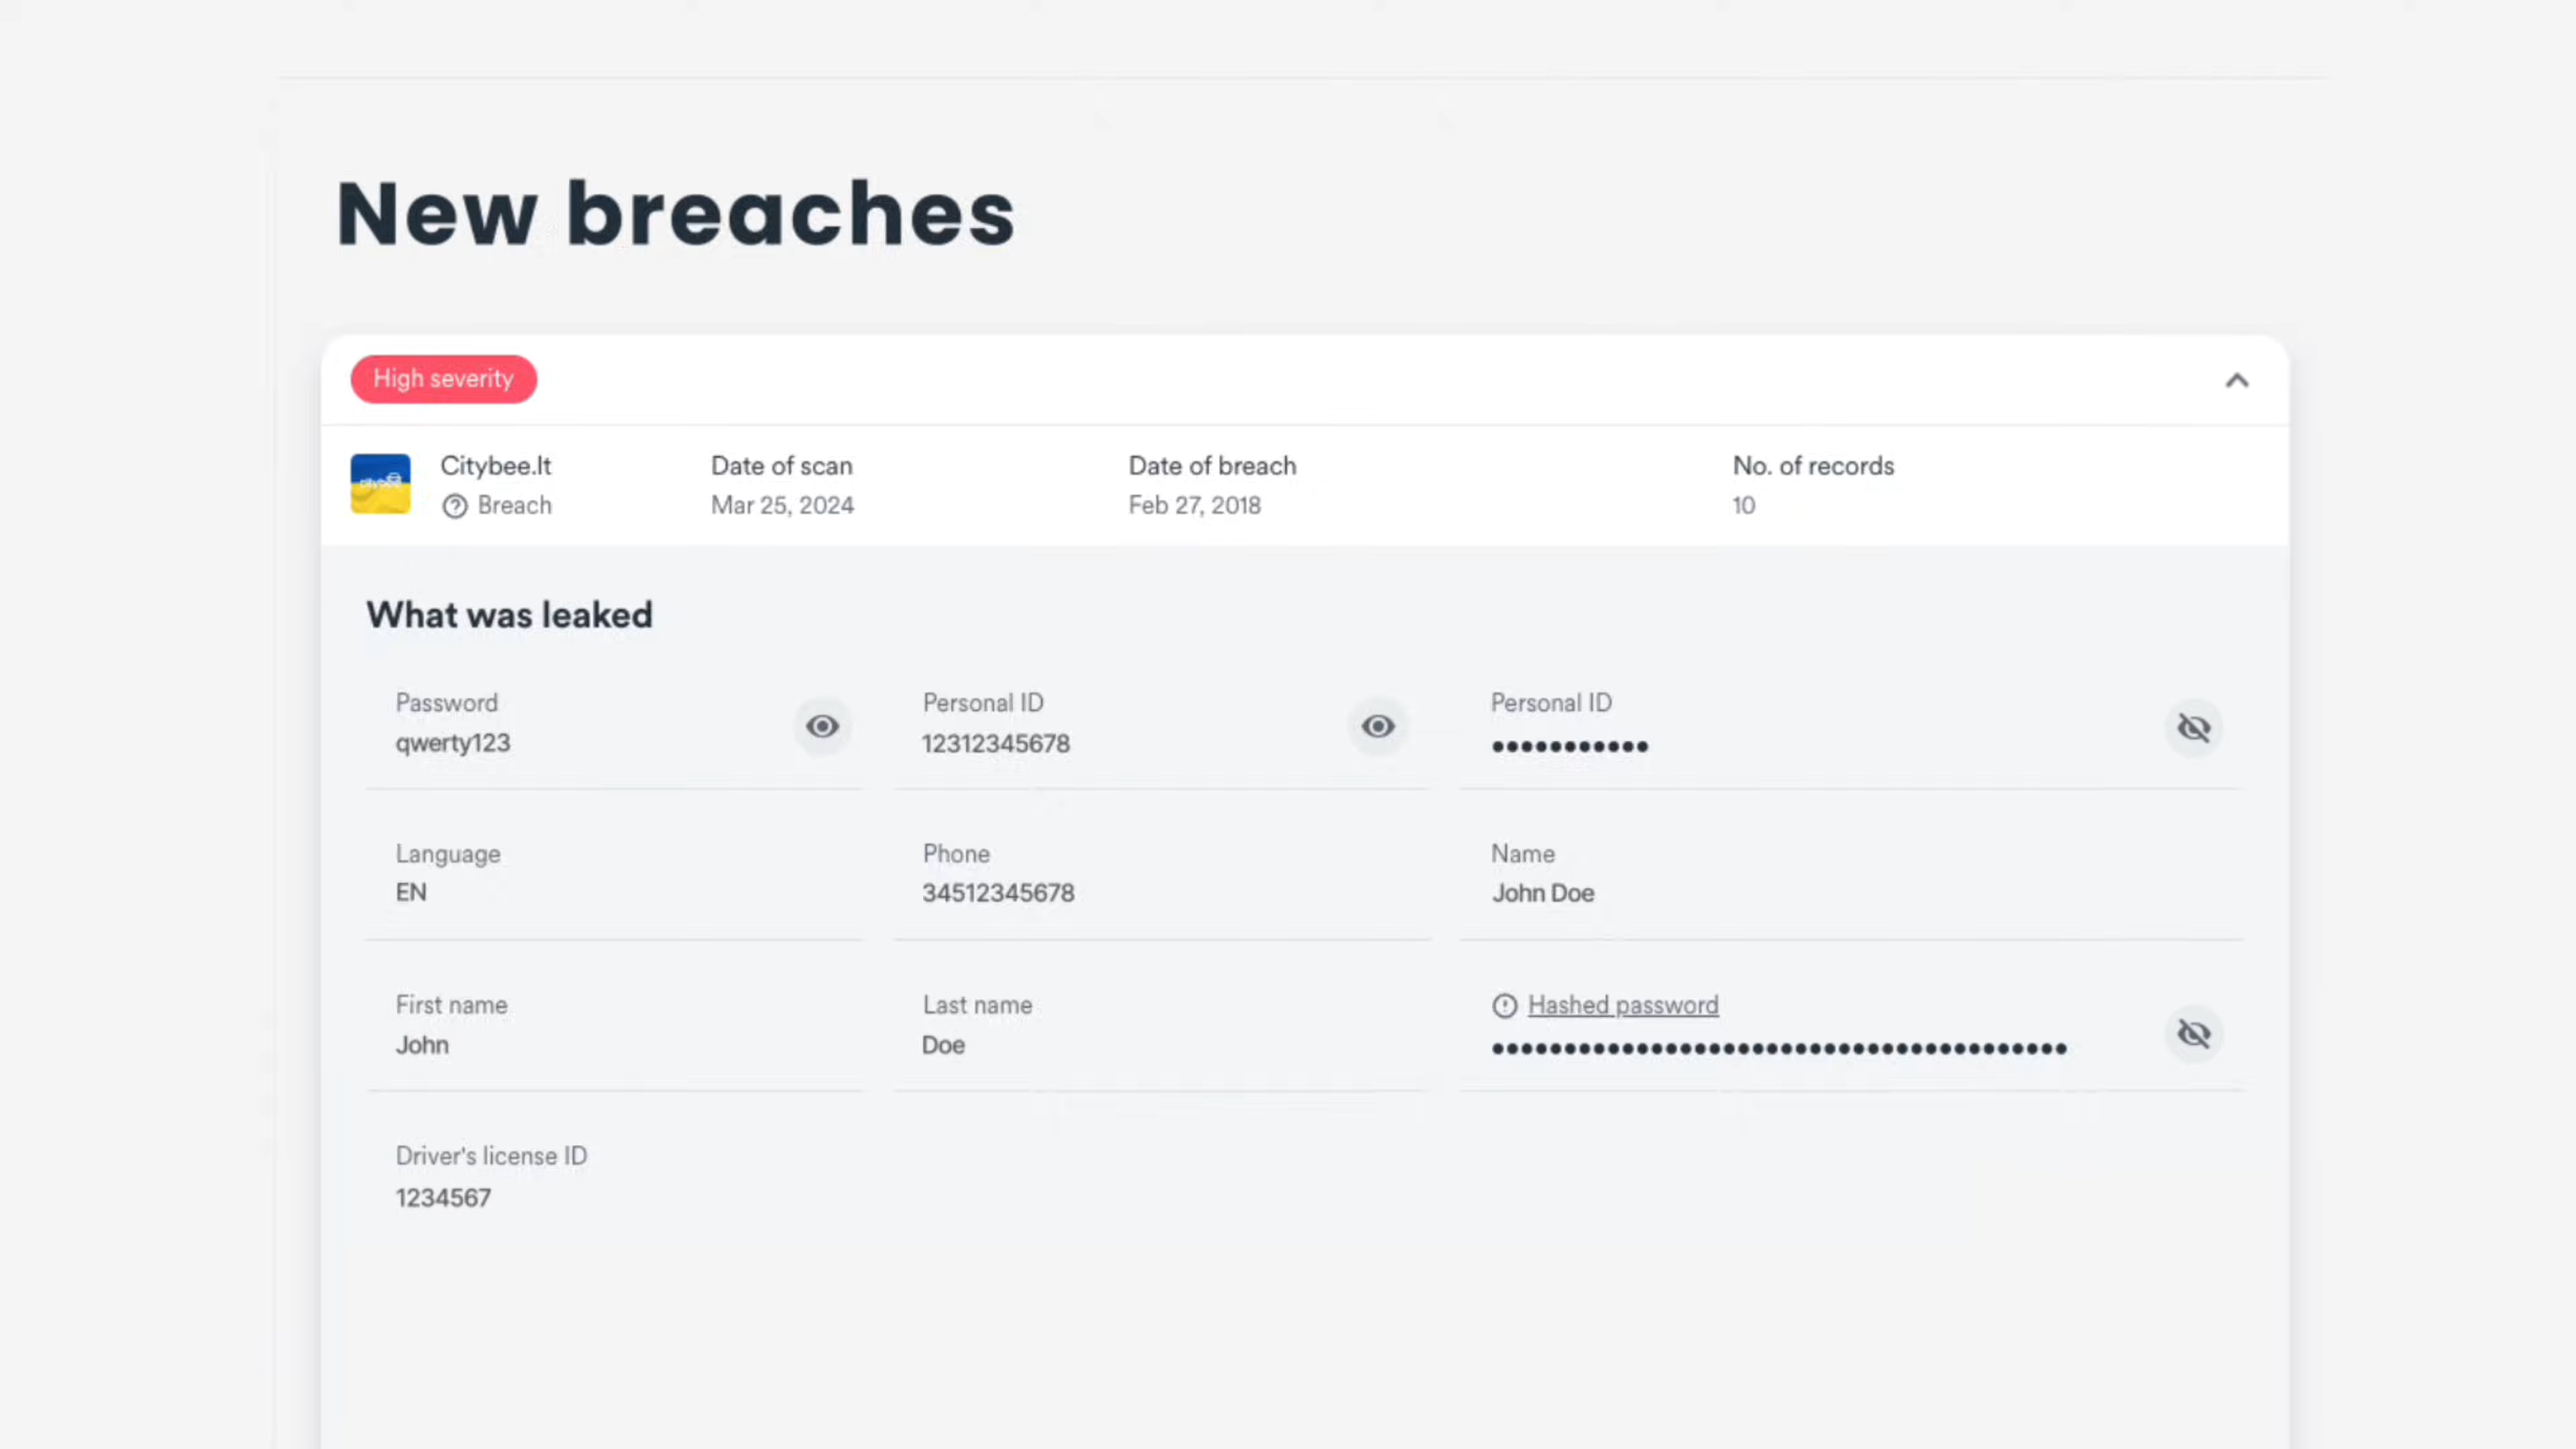 New breaches
High severity
Citybee.lt
Breach
Date of scan
Mar 25, 2024
Date of breach
Feb 27, 2018
No. of records
10
What was leaked
Password
qwerty123
Personal ID
12312345678
Personal ID
•••••••••••
Language
EN
Phone
34512345678
Name
John Doe
First name
John
Last name
Doe
Hashed password
••••••••••••••••••••••••••••••••••••••••
Driver's license ID
1234567